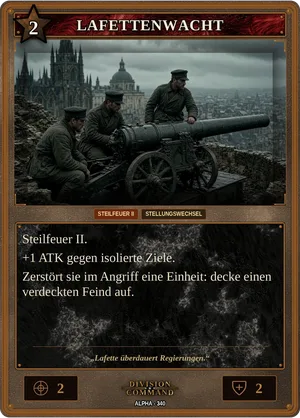 2
LAFETTENWACHT
STEILFEUER II
STELLUNGSWECHSEL
Steilfeuer II.
+1 ATK gegen isolierte Ziele.
Zerstört sie im Angriff eine Einheit: decke einen
verdeckten Feind auf.
„Lafette überdauert Regierungen.“
2
DIVISION
COMMAND
2
ALPHA - 340